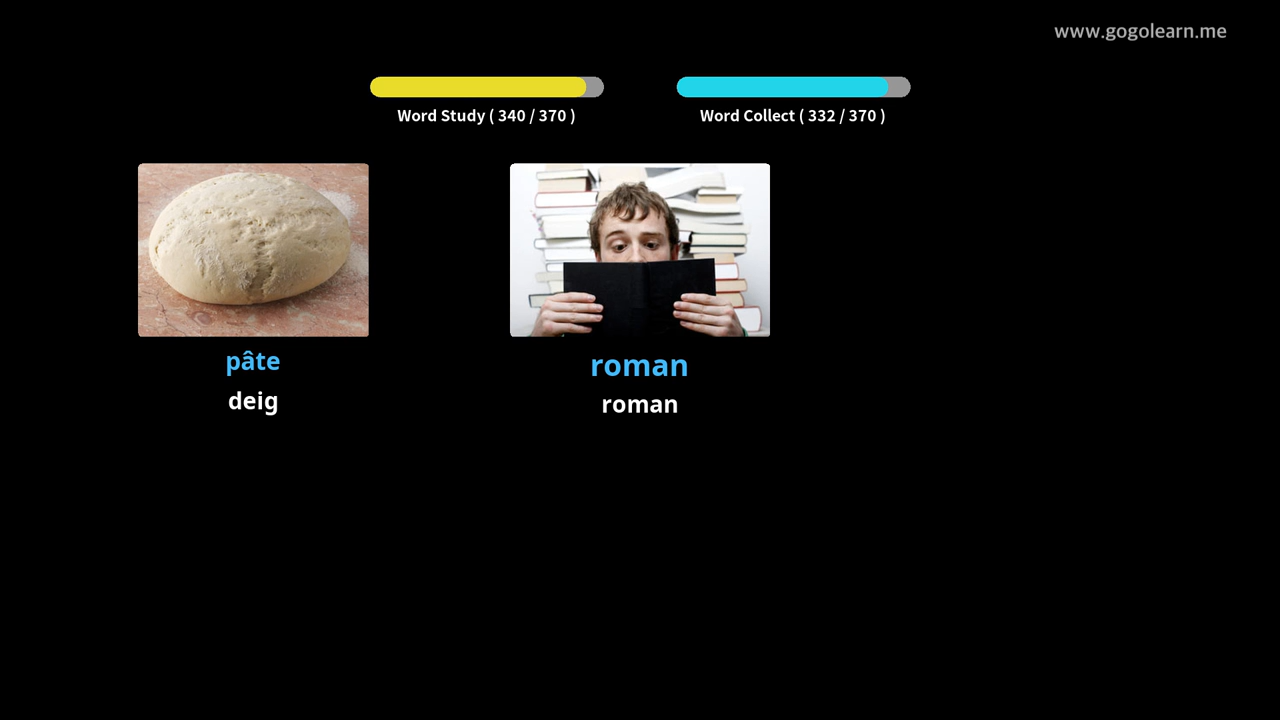 www.gogolearn.me
Word Study ( 340 / 370 )
Word Collect ( 332 / 370 )
pâte
deig
roman
roman